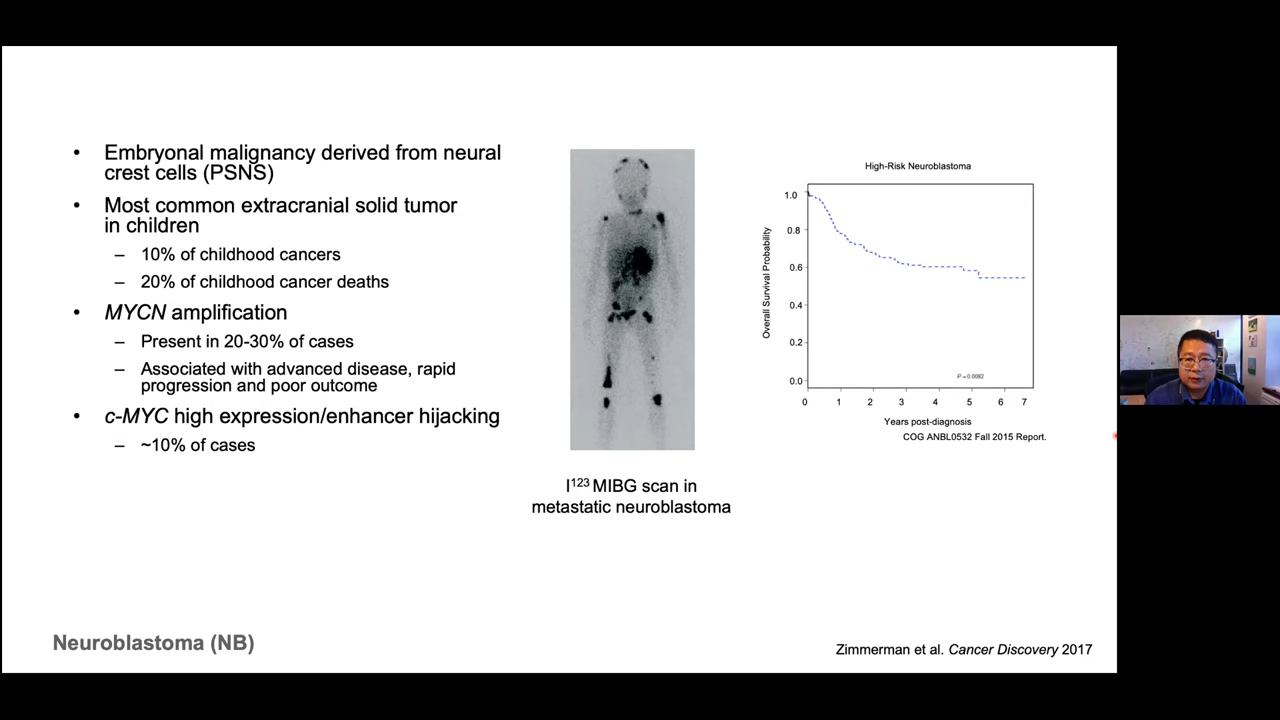 • Embryonal malignancy derived from neural
crest cells (PSNS)
• Most common extracranial solid tumor
in children
– 10% of childhood cancers
– 20% of childhood cancer deaths
• MYCN amplification
– Present in 20-30% of cases
– Associated with advanced disease, rapid
progression and poor outcome
• c-MYC high expression/enhancer hijacking
– ~10% of cases
I123 MIBG scan in
metastatic neuroblastoma
High-Risk Neuroblastoma
Overall Survival Probability
1.0
0.8
0.6
0.4
0.2
0.0
P = 0.0082
0 1 2 3 4 5 6 7
Years post-diagnosis
COG ANBL0532 Fall 2015 Report.
Neuroblastoma (NB)
Zimmerman et al. Cancer Discovery 2017